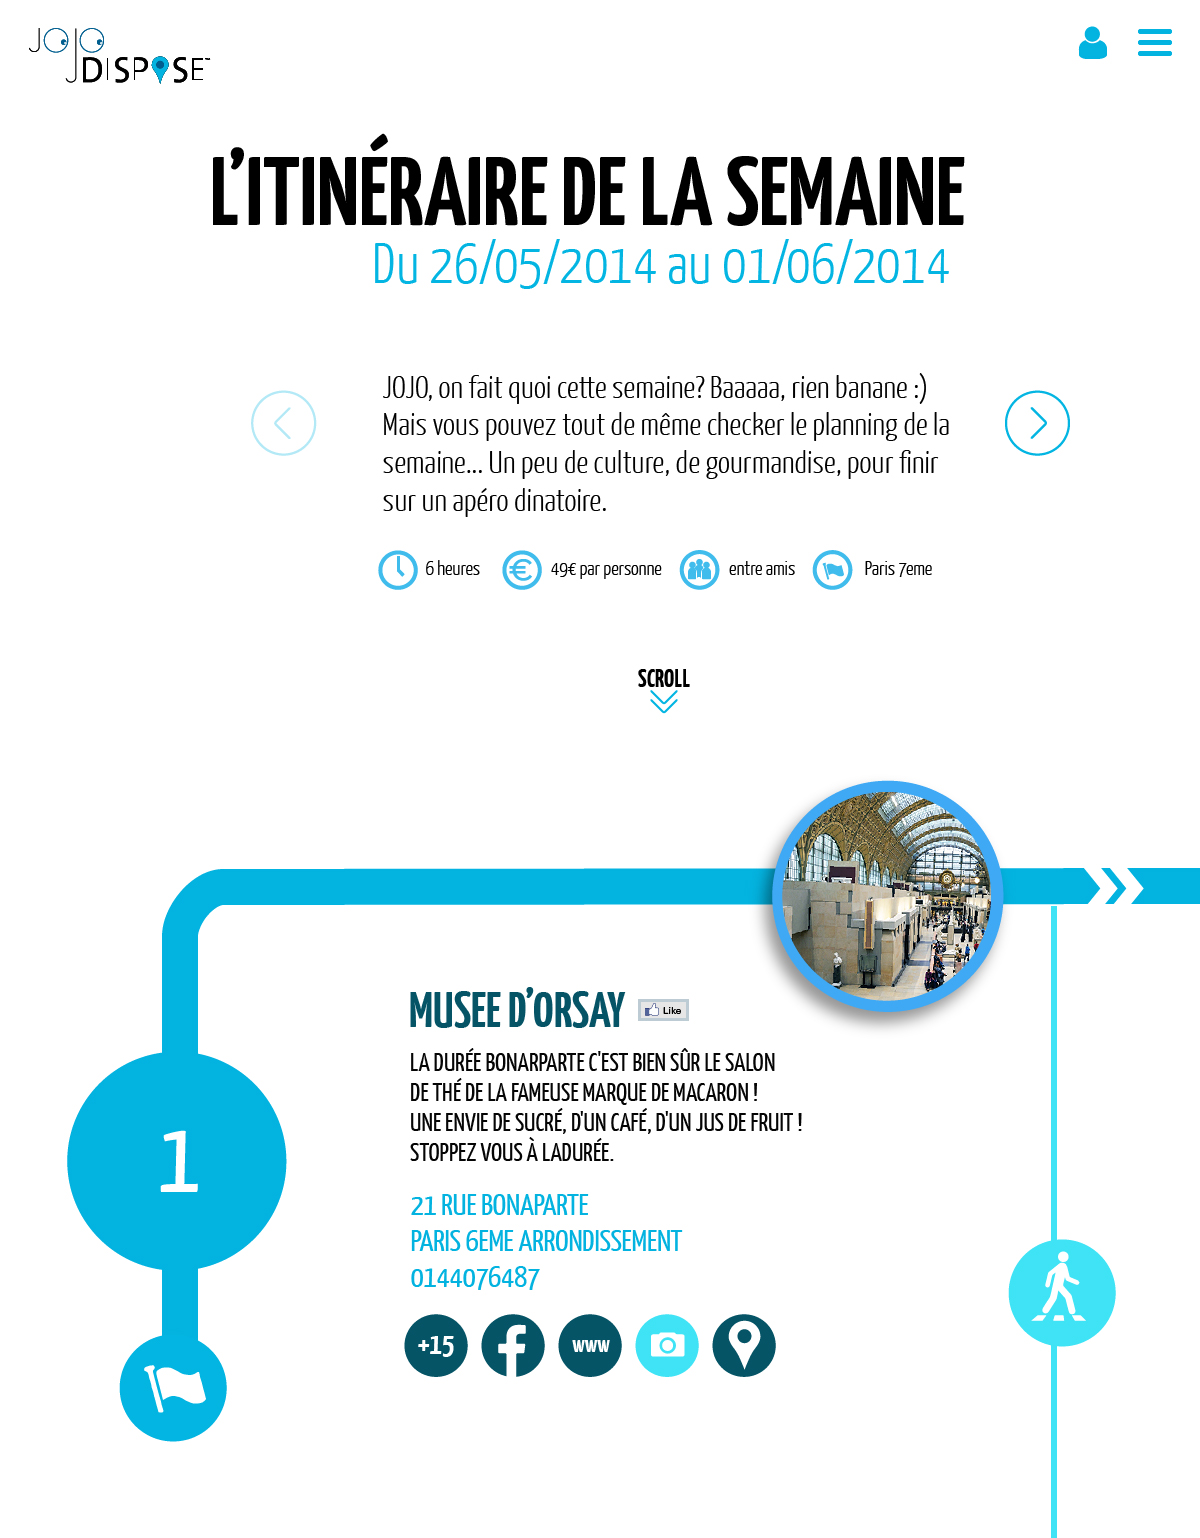 JOJO
DISPOSE™
L'ITINÉRAIRE DE LA SEMAINE
Du 26/05/2014 au 01/06/2014
JOJO, on fait quoi cette semaine? Baaaaa, rien banane :)
Mais vous pouvez tout de même checker le planning de la
semaine... Un peu de culture, de gourmandise, pour finir
sur un apéro dinatoire.
6 heures 49€ par personne entre amis Paris 7eme
SCROLL
MUSEE D'ORSAY Like
LA DURÉE BONARPARTE C'EST BIEN SÛR LE SALON
DE THÉ DE LA FAMEUSE MARQUE DE MACARON !
UNE ENVIE DE SUCRÉ, D'UN CAFÉ, D'UN JUS DE FRUIT !
STOPPEZ VOUS À LADURÉE.
1
21 RUE BONAPARTE
PARIS 6EME ARRONDISSEMENT
0144076487
+15 f www